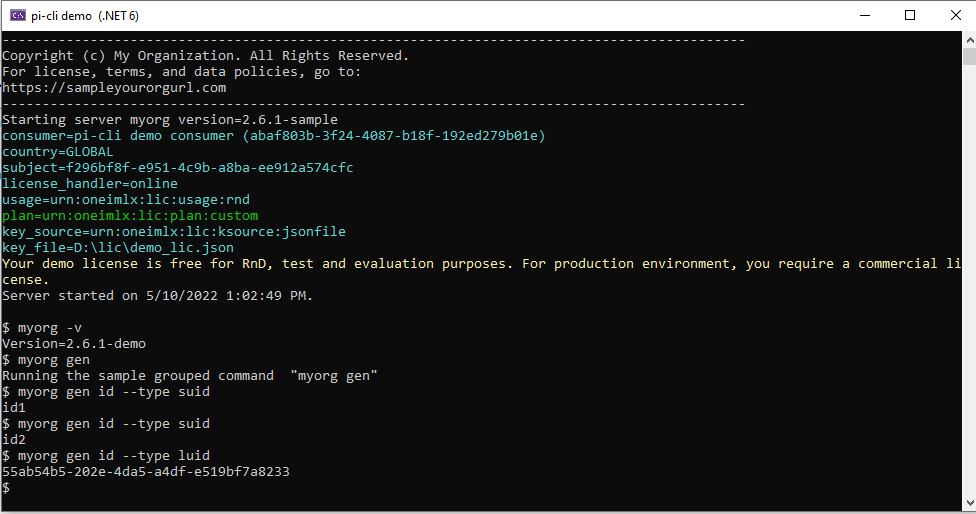 pi-cli demo  (.NET 6)
---------------------------------------------------------------------------------------------
Copyright (c) My Organization. All Rights Reserved.
For license, terms, and data policies, go to:
https://sampleyourorgurl.com
---------------------------------------------------------------------------------------------
Starting server myorg version=2.6.1-sample
consumer=pi-cli demo consumer (abaf803b-3f24-4087-b18f-192ed279b01e)
country=GLOBAL
subject=f296bf8f-e951-4c9b-a8ba-ee912a574cfc
license_handler=online
usage=urn:oneimlx:lic:usage:rnd
plan=urn:oneimlx:lic:plan:custom
key_source=urn:oneimlx:lic:ksource:jsonfile
key_file=D:\lic\demo_lic.json
Your demo license is free for RnD, test and evaluation purposes. For production environment, you require a commercial li
cense.
Server started on 5/10/2022 1:02:49 PM.
$ myorg -v
Version=2.6.1-demo
$ myorg gen
Running the sample grouped command  "myorg gen"
$ myorg gen id --type suid
id1
$ myorg gen id --type suid
id2
$ myorg gen id --type luid
55ab54b5-202e-4da5-a4df-e519bf7a8233
$